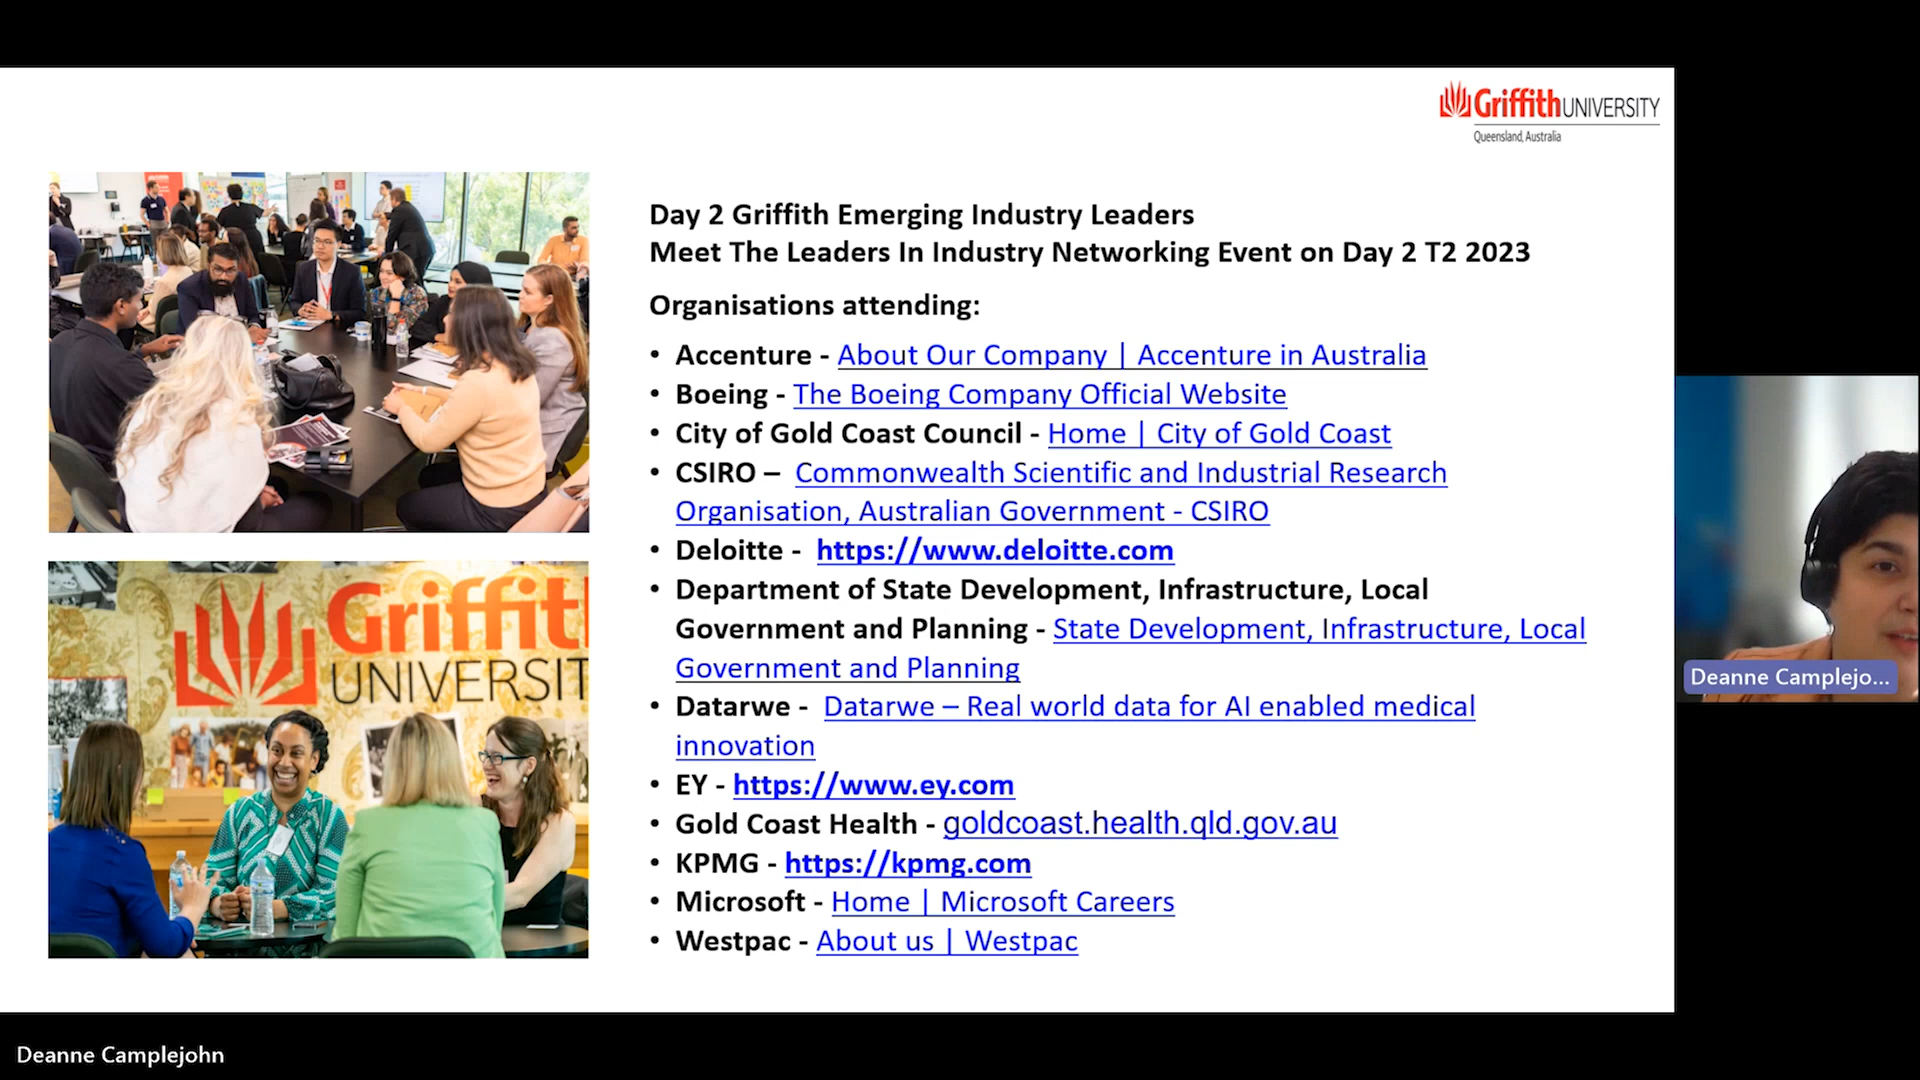 Griffith UNIVERSITY
Queensland, Australia
Day 2 Griffith Emerging Industry Leaders
Meet The Leaders In Industry Networking Event on Day 2 T2 2023
Organisations attending:
• Accenture - About Our Company | Accenture in Australia
• Boeing - The Boeing Company Official Website
• City of Gold Coast Council - Home | City of Gold Coast
• CSIRO – Commonwealth Scientific and Industrial Research
Organisation, Australian Government - CSIRO
• Deloitte - https://www.deloitte.com
• Department of State Development, Infrastructure, Local
Government and Planning - State Development, Infrastructure, Local
Government and Planning
• Datarwe - Datarwe – Real world data for AI enabled medical
innovation
• EY - https://www.ey.com
• Gold Coast Health - goldcoast.health.qld.gov.au
• KPMG - https://kpmg.com
• Microsoft - Home | Microsoft Careers
• Westpac - About us | Westpac
Griffith
UNIVERSIT
Deanne Camplejo...
Deanne Camplejohn